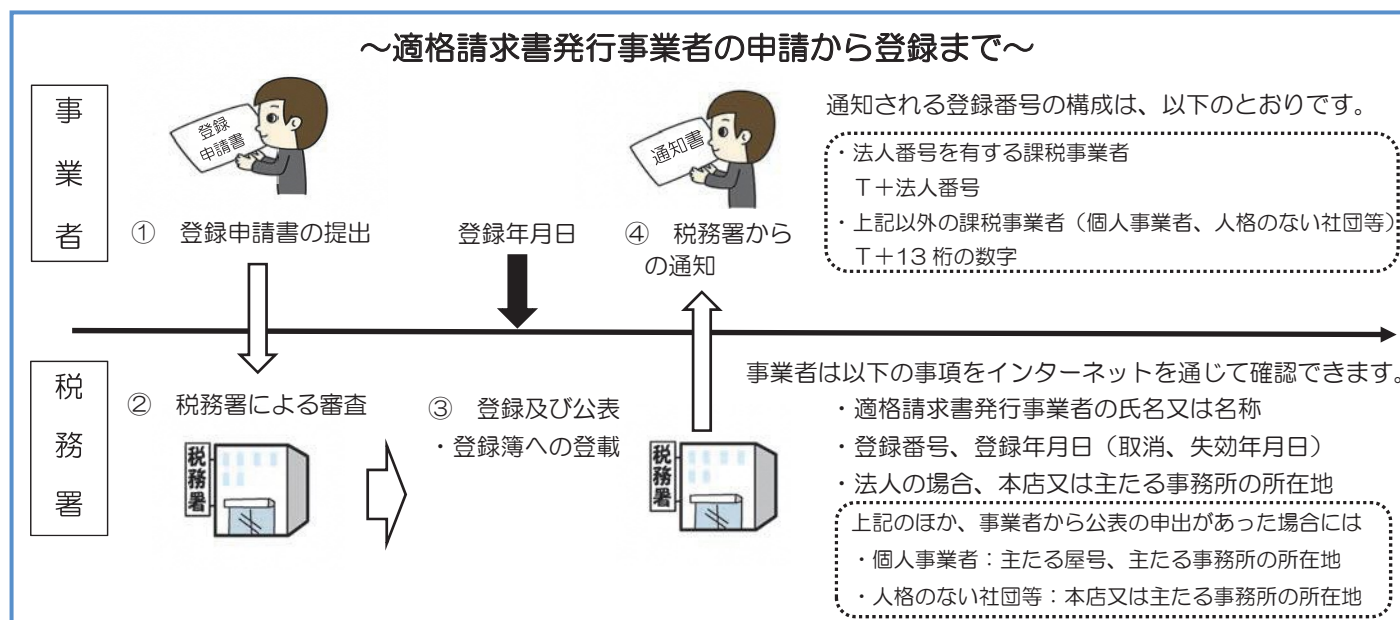 ～適格請求書発行事業者の申請から登録まで～
事業者
登録
申請書
① 登録申請書の提出
登録年月日
通知書
④ 税務署から
の通知
通知される登録番号の構成は、以下のとおりです。
・法人番号を有する課税事業者
T＋法人番号
・上記以外の課税事業者（個人事業者、人格のない社団等）
T＋13 桁の数字
税務署
② 税務署による審査
税務署
③ 登録及び公表
・登録簿への登載
税務署
事業者は以下の事項をインターネットを通じて確認できます。
・適格請求書発行事業者の氏名又は名称
・登録番号、登録年月日（取消、失効年月日）
・法人の場合、本店又は主たる事務所の所在地
上記のほか、事業者から公表の申出があった場合には
・個人事業者：主たる屋号、主たる事務所の所在地
・人格のない社団等：本店又は主たる事務所の所在地